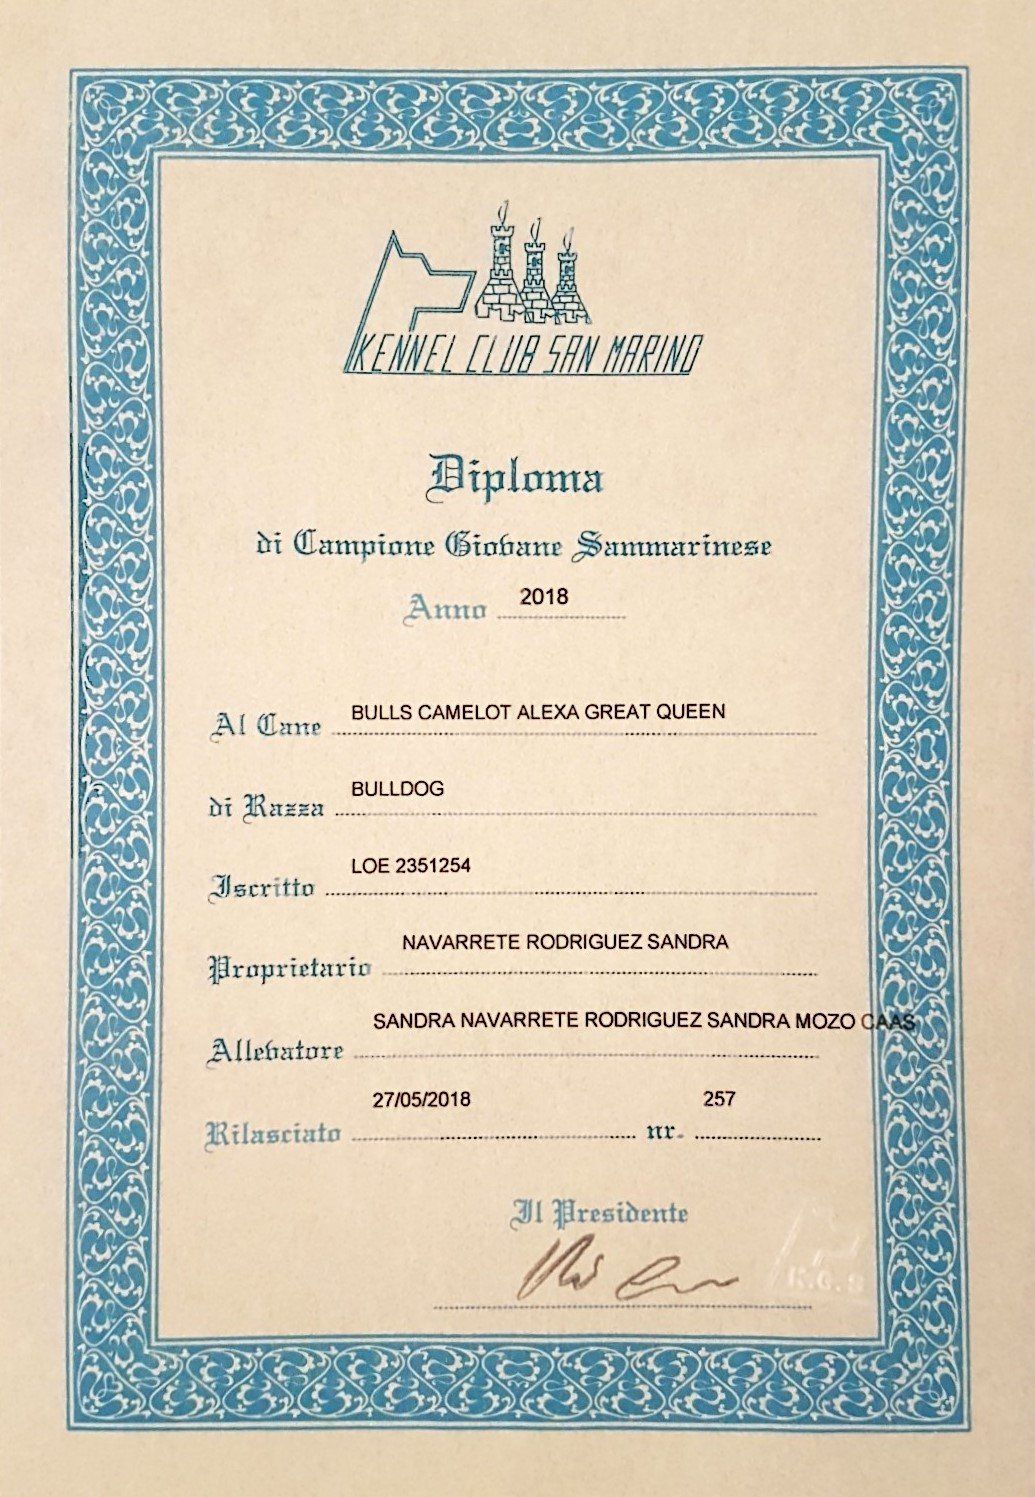 KENNEL CLUB SAN MARINO
Diploma
di Campione Giovane Sammarinese
Anno 2018
Al Cane BULLS CAMELOT ALEXA GREAT QUEEN
di Razza BULLDOG
Iscritto LOE 2351254
Proprietario NAVARRETE RODRIGUEZ SANDRA
Allevatore SANDRA NAVARRETE RODRIGUEZ SANDRA MOZO CAAS
Rilasciato 27/05/2018 nr. 257
Il Presidente